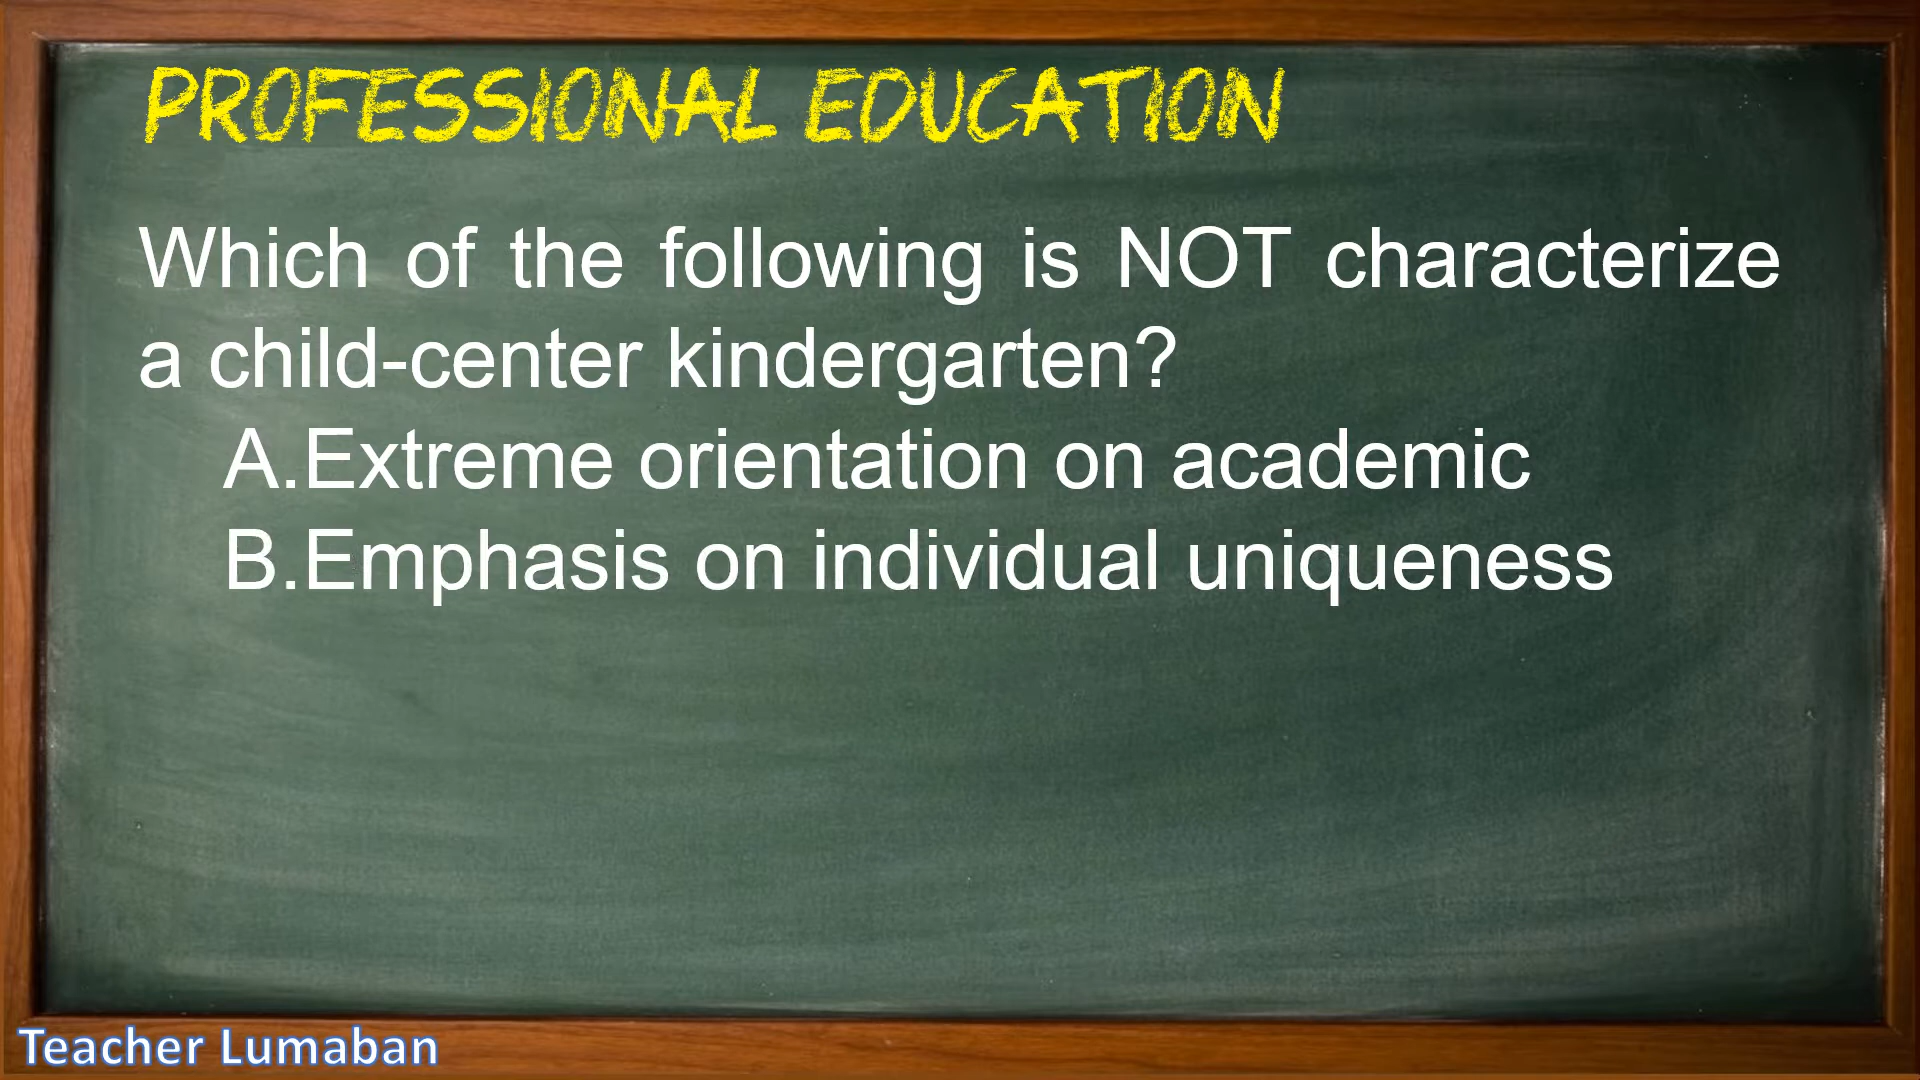 PROFESSIONAL EDUCATION
Which of the following is NOT characterize
a child-center kindergarten?
A.Extreme orientation on academic
B.Emphasis on individual uniqueness
Teacher Lumaban